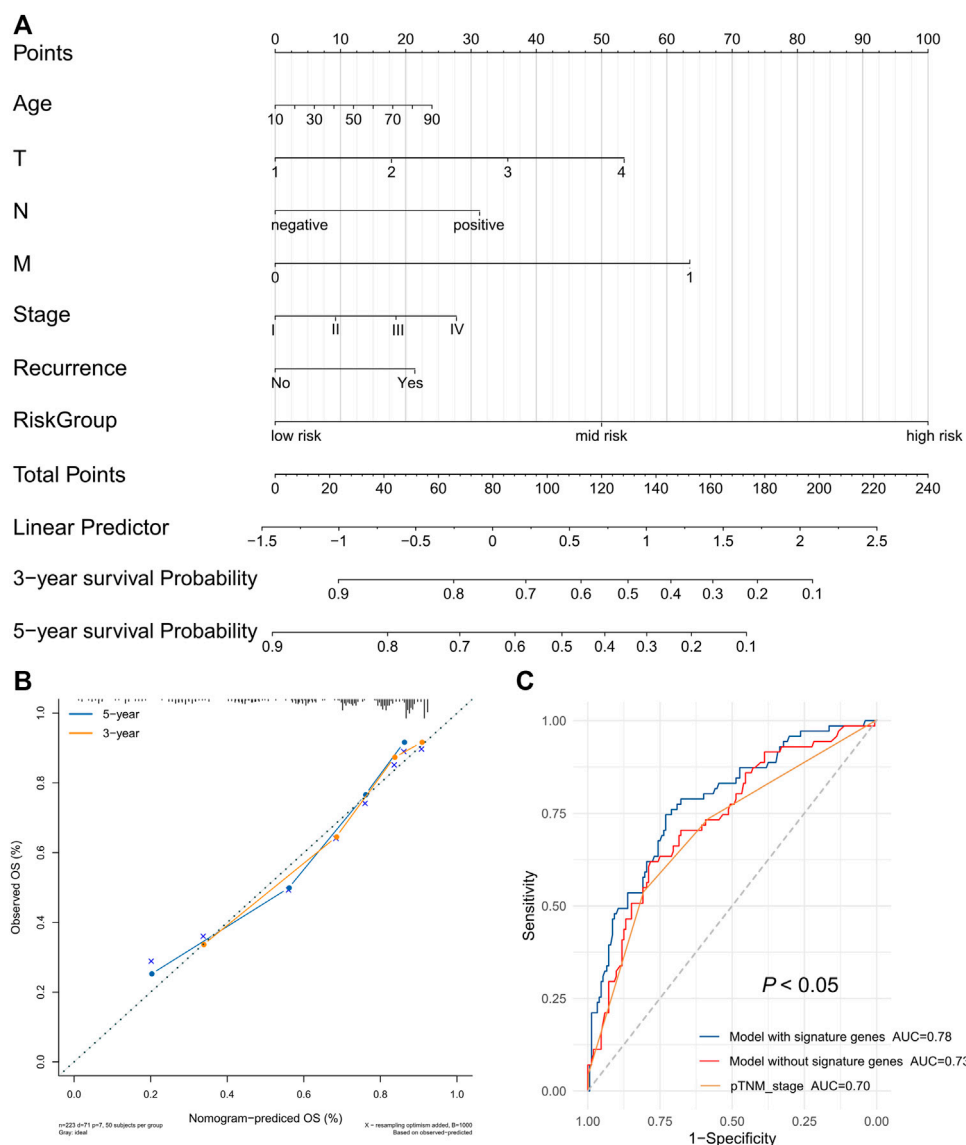 A
Points
0 10 20 30 40 50 60 70 80 90 100
Age
10 30 50 70 90
40 80
T
1 2 3 4
N
negative positive
M
0 1
Stage
I II III IV
Recurrence
No Yes
RiskGroup
low risk mid risk high risk
Total Points
0 20 40 60 80 100 120 140 160 180 200 220 240
Linear Predictor
−1.5 −1 −0.5 0 0.5 1 1.5 2 2.5
3−year survival Probability
0.9 0.8 0.7 0.6 0.5 0.4 0.3 0.2 0.1
5−year survival Probability
0.9 0.8 0.7 0.6 0.5 0.4 0.3 0.2 0.1
B
5−year
3−year
Observed OS (%)
1.0
0.8
0.6
0.4
0.2
0.0
0.0 0.2 0.4 0.6 0.8 1.0
Nomogram−prediced OS (%)
n=223 d=71 p=7, 50 subjects per group
Gray: ideal
X − resampling optimism added, B=1000
Based on observed−predicted
C
Sensitivity
1.00
0.75
0.50
0.25
0.00
P < 0.05
Model with signature genes AUC=0.78
Model without signature genes AUC=0.73
pTNM_stage AUC=0.70
1.00 0.75 0.50 0.25 0.00
1−Specificity